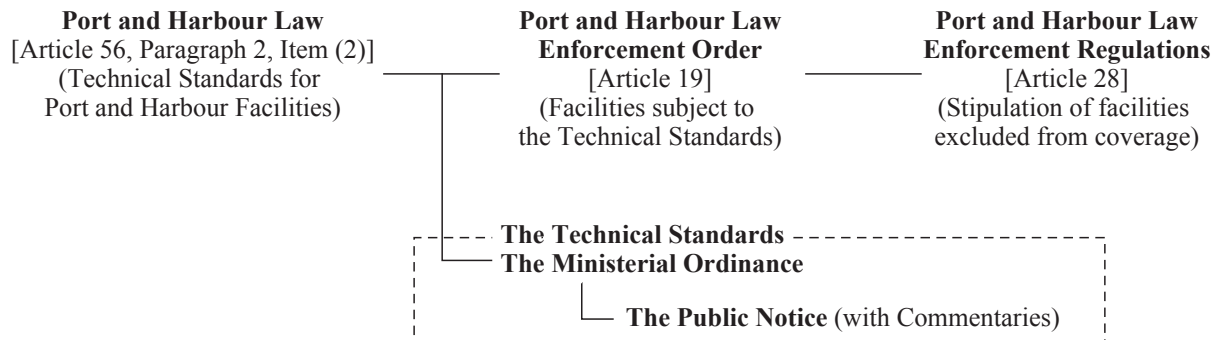 Port and Harbour Law
[Article 56, Paragraph 2, Item (2)]
(Technical Standards for
Port and Harbour Facilities)
Port and Harbour Law
Enforcement Order
[Article 19]
(Facilities subject to
the Technical Standards)
Port and Harbour Law
Enforcement Regulations
[Article 28]
(Stipulation of facilities
excluded from coverage)
The Technical Standards
The Ministerial Ordinance
The Public Notice (with Commentaries)